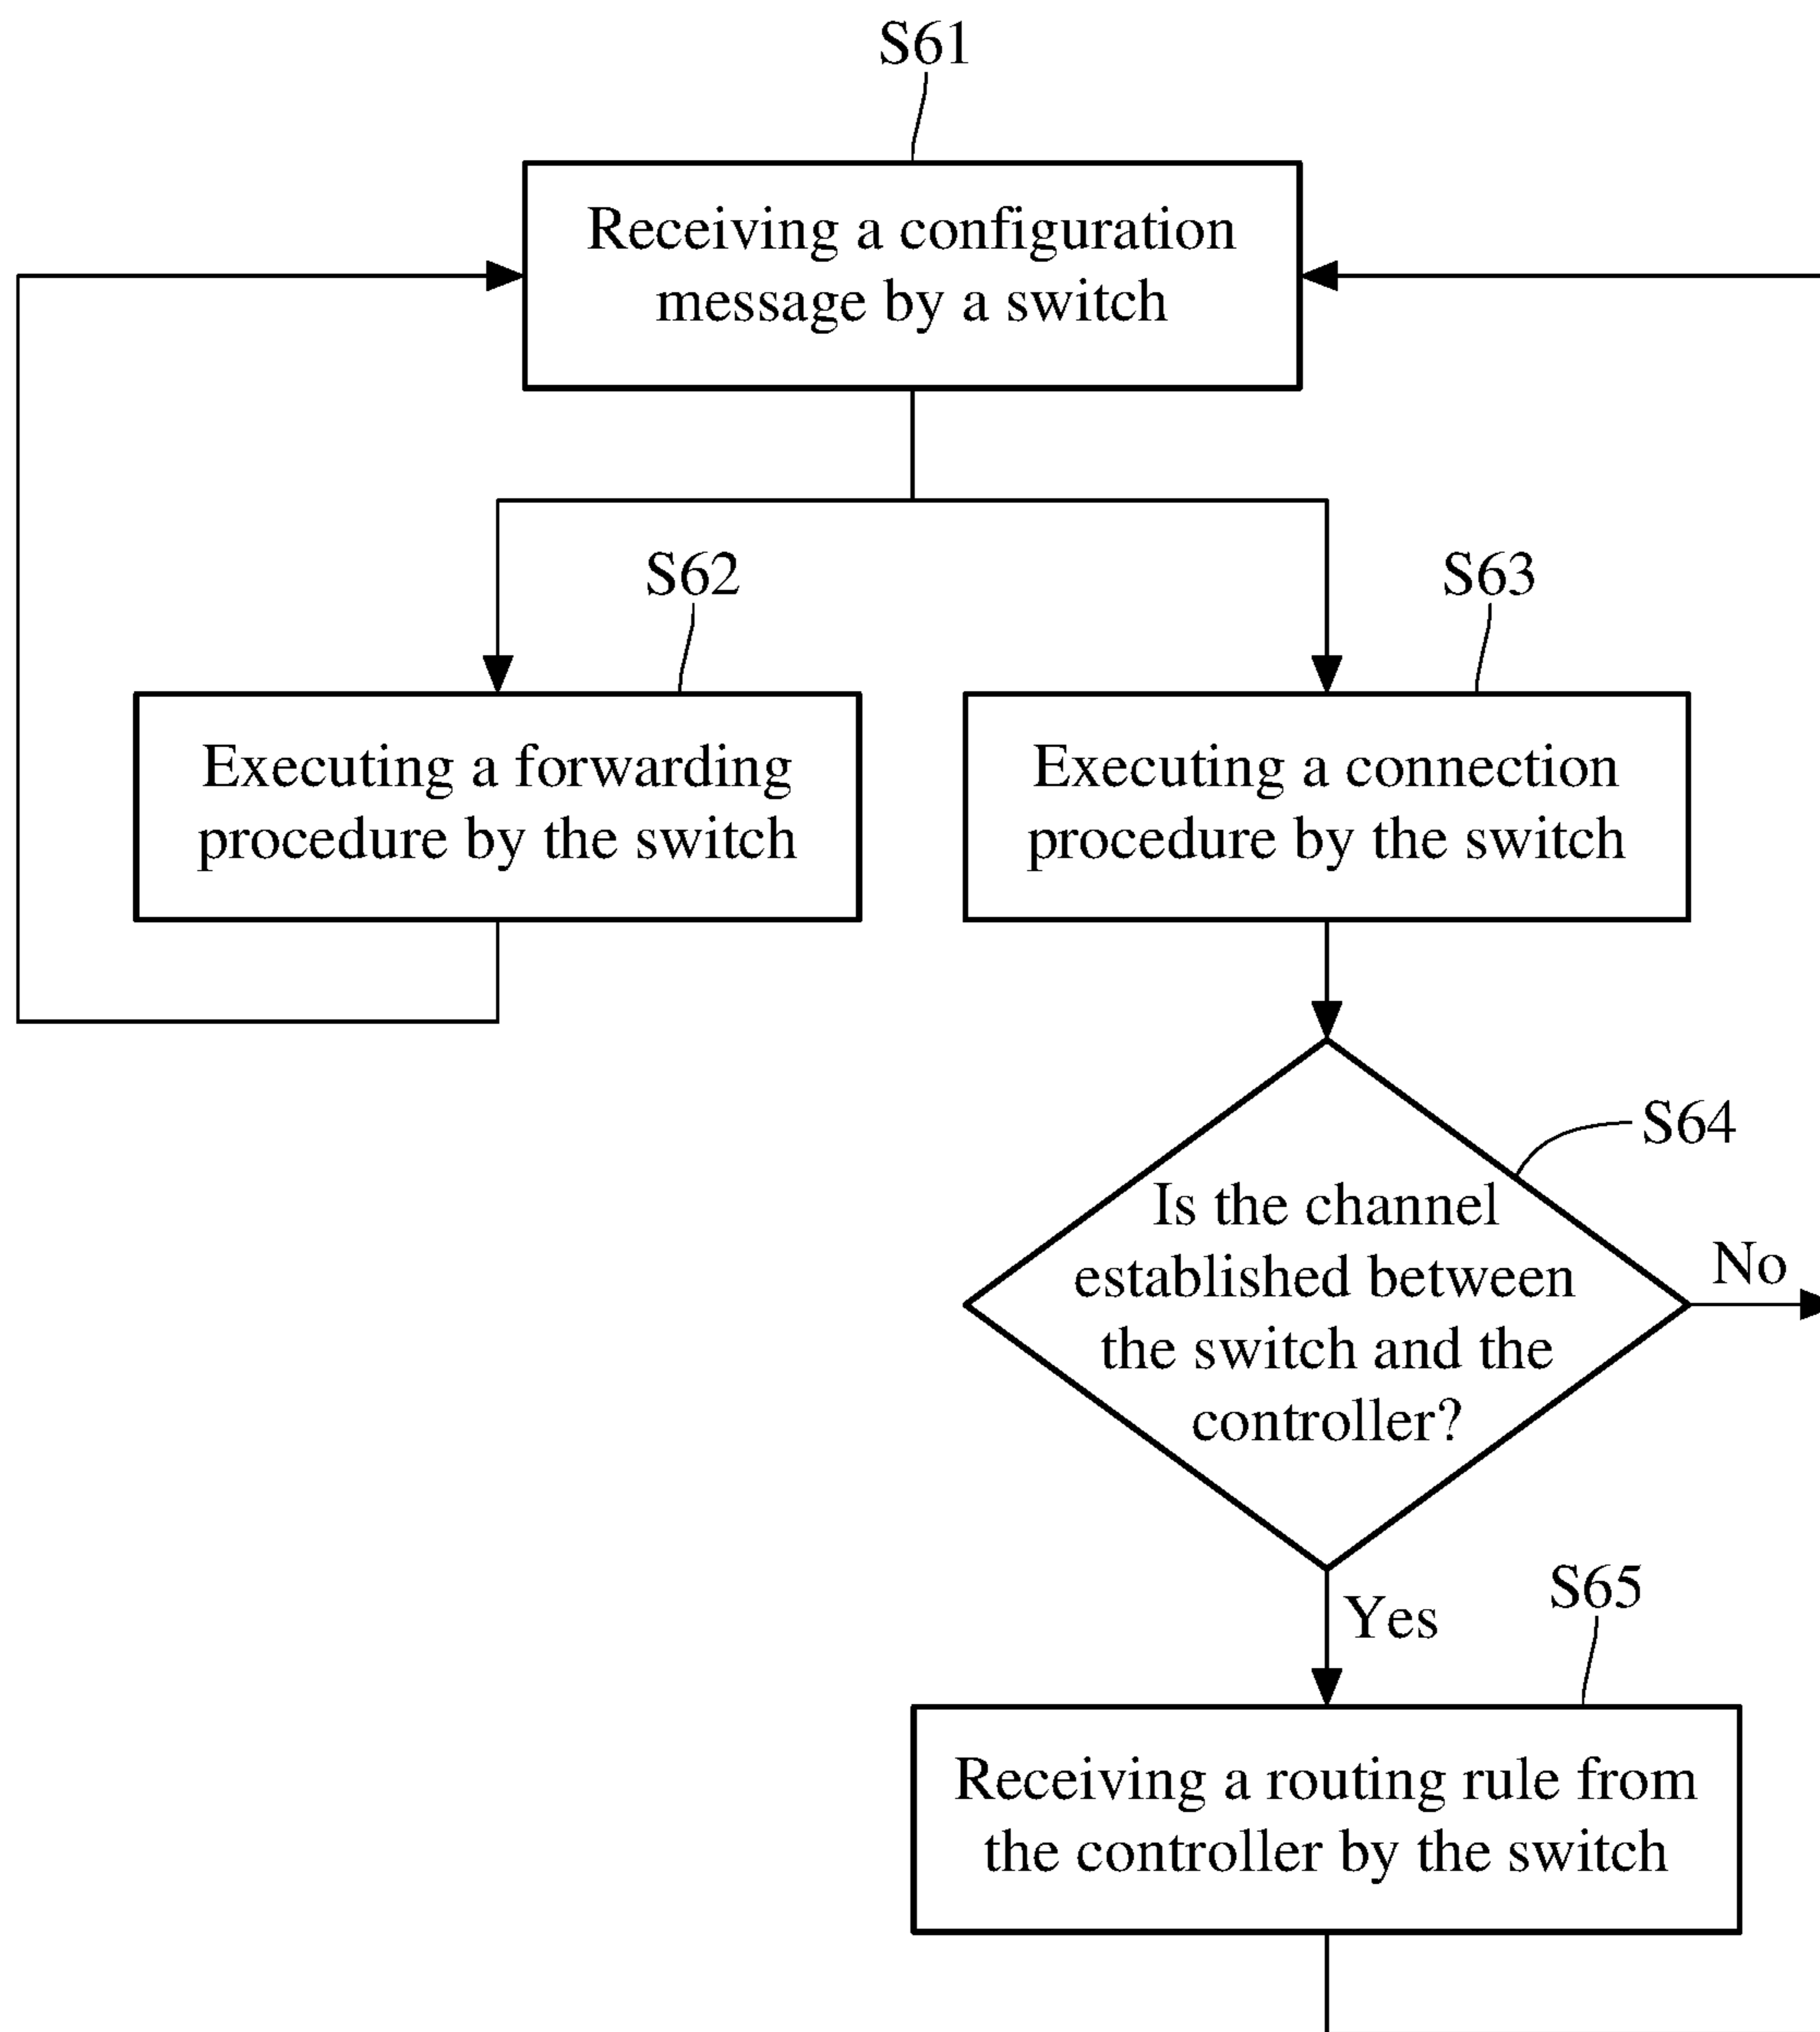 S61
Receiving a configuration
message by a switch
S62
S63
Executing a forwarding
procedure by the switch
Executing a connection
procedure by the switch
S64
Is the channel
established between
the switch and the
controller?
No
Yes
S65
Receiving a routing rule from
the controller by the switch